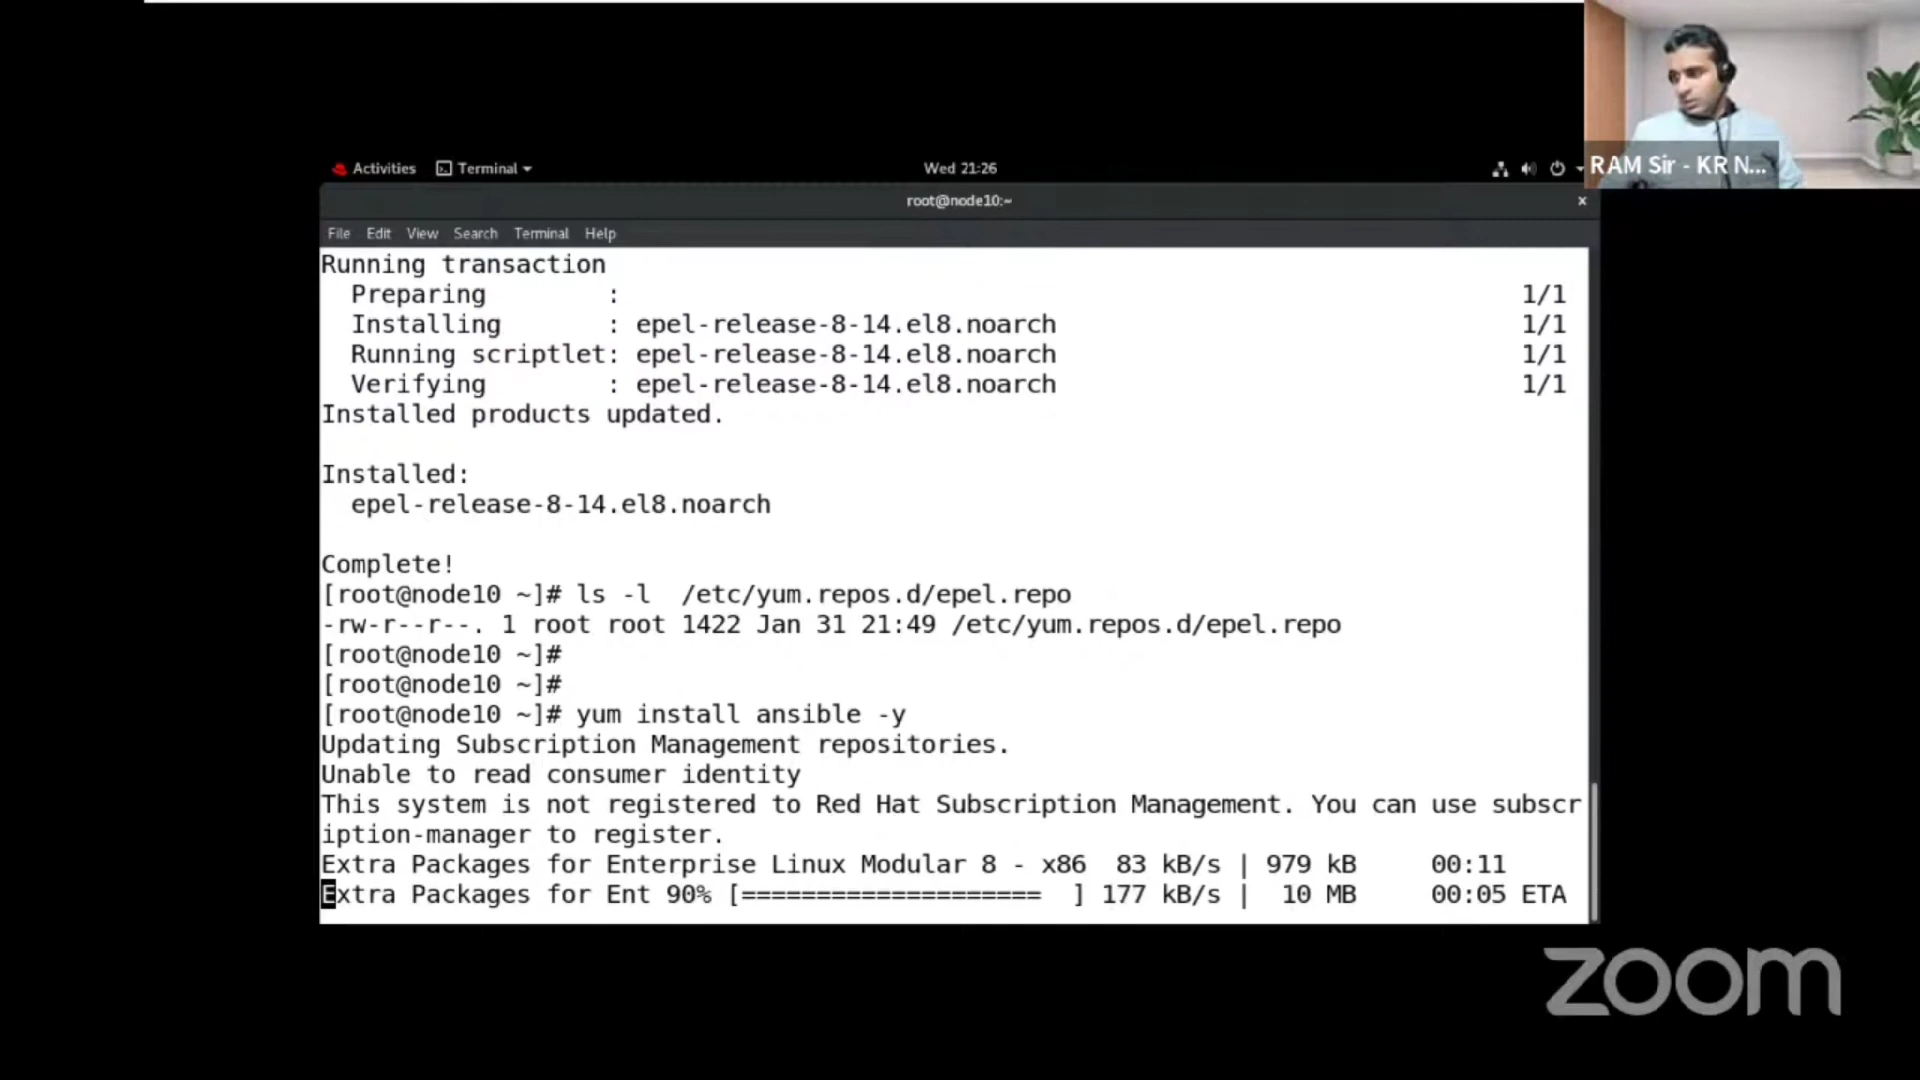 RAM Sir - KR N...
Activities Terminal Wed 21:26
root@node10:~ ×
File Edit View Search Terminal Help
Running transaction
Preparing : 1/1
Installing : epel-release-8-14.el8.noarch 1/1
Running scriptlet: epel-release-8-14.el8.noarch 1/1
Verifying : epel-release-8-14.el8.noarch 1/1
Installed products updated.
Installed:
epel-release-8-14.el8.noarch
Complete!
[root@node10 ~]# ls -l  /etc/yum.repos.d/epel.repo
-rw-r--r--. 1 root root 1422 Jan 31 21:49 /etc/yum.repos.d/epel.repo
[root@node10 ~]#
[root@node10 ~]#
[root@node10 ~]# yum install ansible -y
Updating Subscription Management repositories.
Unable to read consumer identity
This system is not registered to Red Hat Subscription Management. You can use subscr
iption-manager to register.
Extra Packages for Enterprise Linux Modular 8 - x86  83 kB/s | 979 kB     00:11
Extra Packages for Ent 90% [====================  ] 177 kB/s |  10 MB     00:05 ETA
zoom